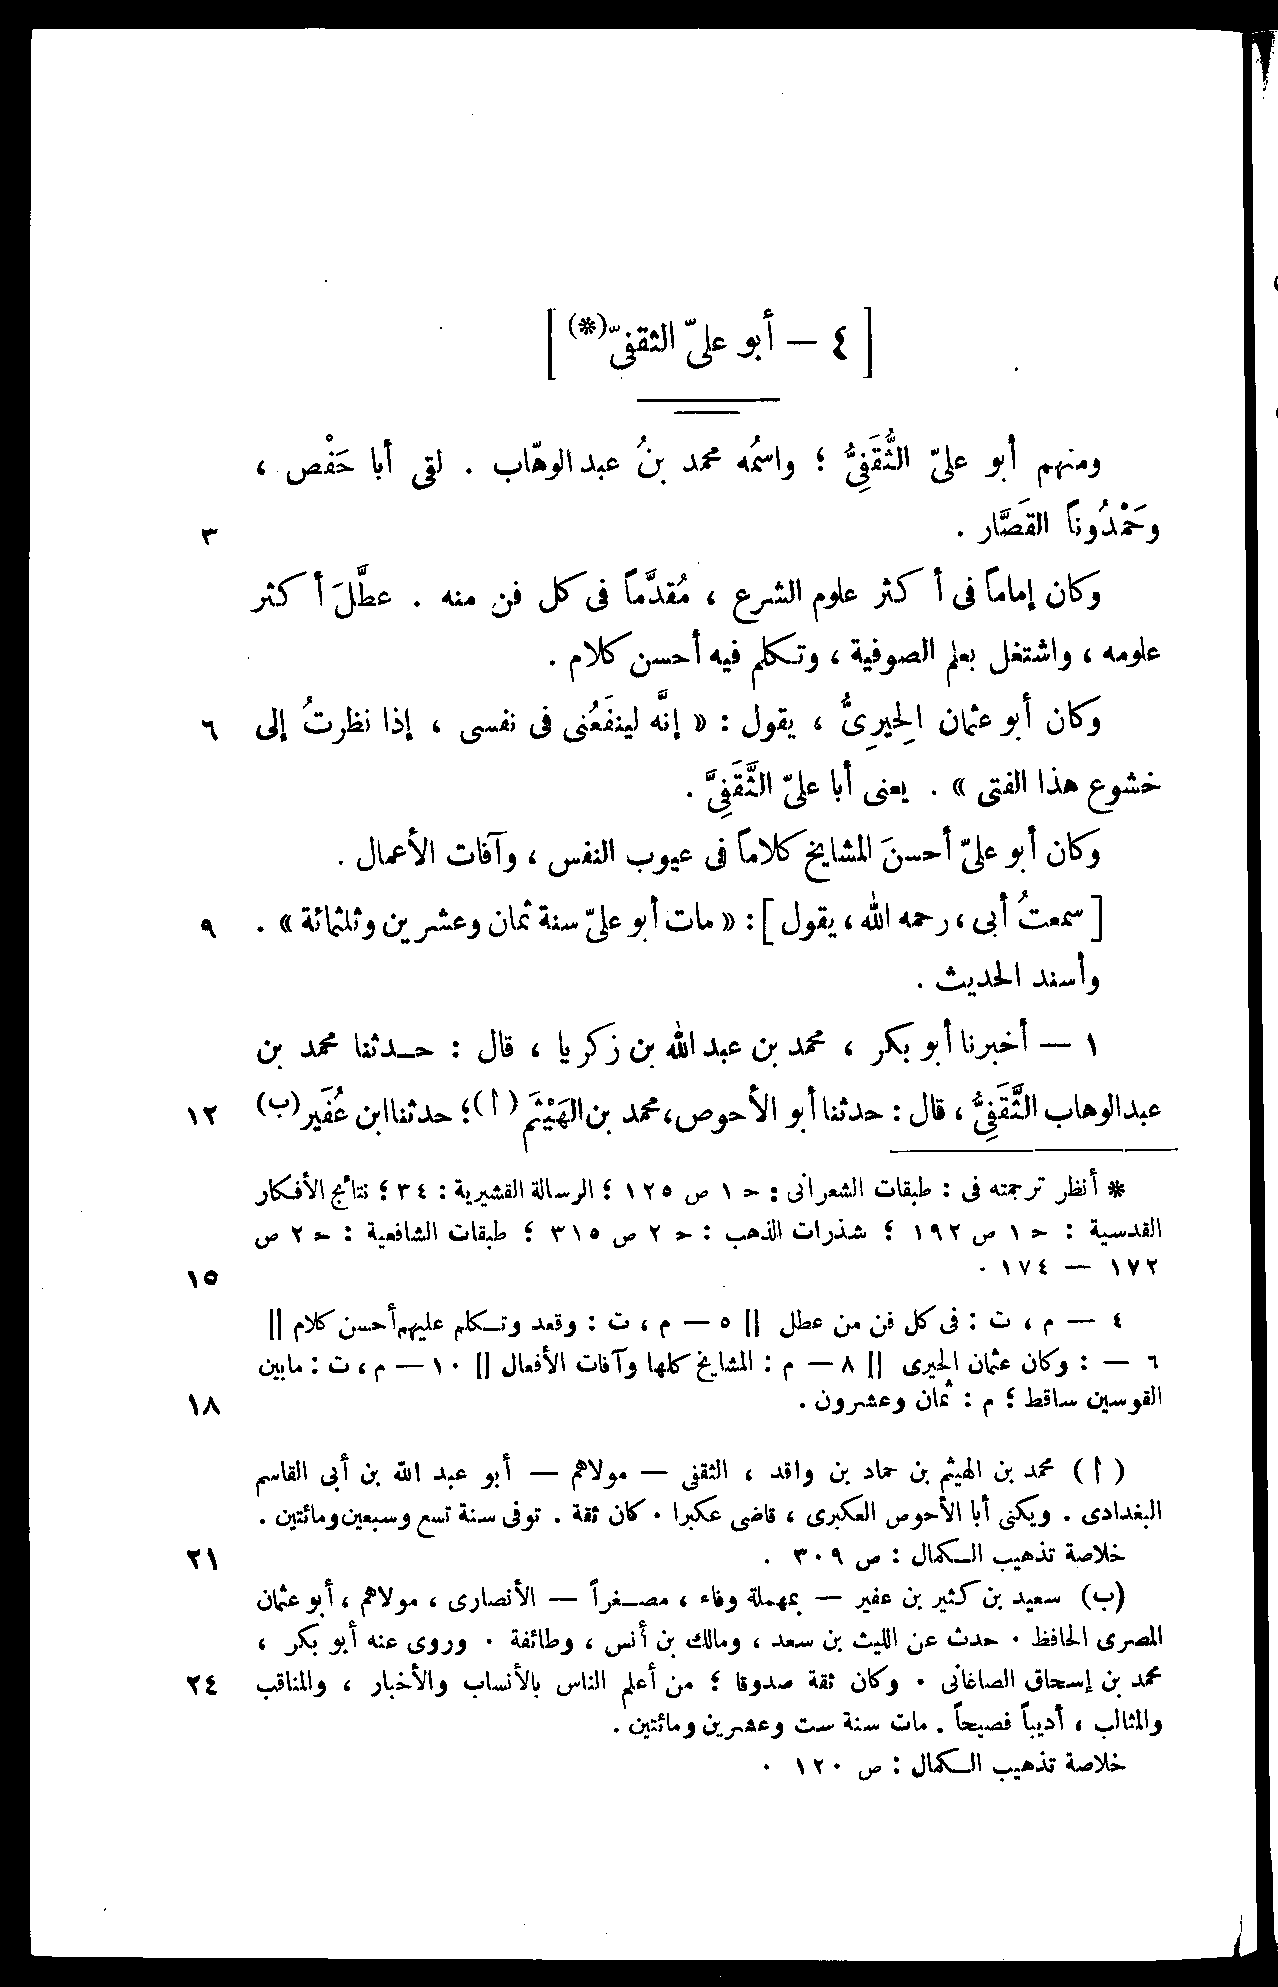 [ ٤ — أبو علىّ الثقفىّ(*) ]
ومنهم أبو علىّ الثَّقَفِىُّ ؛ واسمُه محمد بنُ عبد الوهّاب . لقى أبا حَفْص ،
وحَمْدُوناً القَصَّار . ٣
وكان إماماً فى أكثر علوم الشرع ، مُقدَّماً فى كل فن منه . عطَّلَ أكثر
علومه ، واشتغل بعلم الصوفية ، وتكلم فيه أحسن كلام .
وكان أبو عثمان الحِيرِىُّ ، يقول : « إنَّه لينفَعُنى فى نفسى ، إذا نظرتُ إلى ٦
خشوع هذا الفتى » . يعنى أبا علىّ الثَّقَفِىَّ .
وكان أبو علىّ أحسنَ المشايخ كلاماً فى عيوب النفس ، وآفات الأعمال .
[ سمعتُ أبى ، رحمه الله ، يقول ] : « مات أبو علىّ سنة ثمان وعشرين وثلثمائة » . ٩
وأسند الحديث .
١ — أخبرنا أبو بكر ، محمد بن عبد الله بن زكريا ، قال : حدثنا محمد بن
عبد الوهاب الثَّقَفِىُّ ، قال : حدثنا أبو الأحوص، محمد بن الهَيْثَم (أ) ؛ حدثنا ابن عُفَير (ب) ١٢
* أنظر ترجمته فى : طبقات الشعرانى : حـ ١ ص ١٢٥ ؛ الرسالة القشيرية : ٣٤ ؛ نتائج الأفكار
القدسية : حـ ١ ص ١٩٢ ؛ شذرات الذهب : حـ ٢ ص ٣١٥ ؛ طبقات الشافعية : حـ ٢ ص
١٧٢ — ١٧٤ . ١٥
٤ — م ، ت : فى كل فن من عطل || ٥ — م ، ت : وقعد وتكلم عليهم أحسن كلام ||
٦ — : وكان عثمان الحيرى || ٨ — م : المشايخ كلها وآفات الأفعال || ١٠ — م ، ت : مابين
القوسين ساقط ؛ م : ثمان وعشرون . ١٨
( أ ) محمد بن الهيثم بن حماد بن واقد ، الثقفى — مولاهم — أبو عبد الله بن أبى القاسم
البغدادى . ويكنى أبا الأحوص العكبرى ، قاضى عكبرا . كان ثقة . توفى سنة تسع وسبعين ومائتين .
خلاصة تذهيب الكمال : ص ٣٠٩ . ٢١
(ب) سعيد بن كثير بن عفير — بمهملة وفاء ، مصغراً — الأنصارى ، مولاهم ، أبو عثمان
المصرى الحافظ . حدث عن الليث بن سعد ، ومالك بن أنس ، وطائفة . وروى عنه أبو بكر ،
محمد بن إسحاق الصاغانى . وكان ثقة صدوقا ؛ من أعلم الناس بالأنساب والأخبار ، والمناقب ٢٤
والمثالب ، أديباً فصيحاً . مات سنة ست وعشرين ومائتين .
خلاصة تذهيب الكمال : ص ١٢٠ .